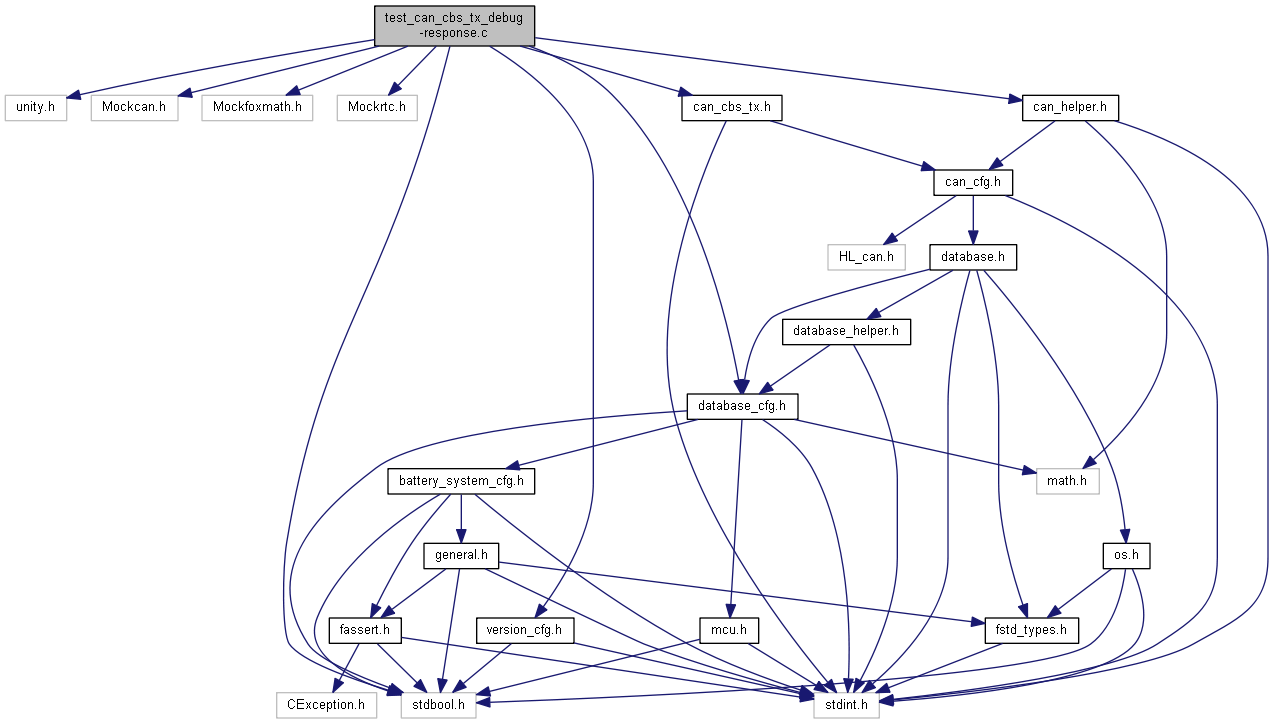 test_can_cbs_tx_debug
-response.c
unity.h
Mockcan.h
Mockfoxmath.h
Mockrtc.h
can_cbs_tx.h
can_helper.h
can_cfg.h
HL_can.h
database.h
database_helper.h
database_cfg.h
battery_system_cfg.h
math.h
general.h
os.h
fassert.h
version_cfg.h
mcu.h
fstd_types.h
CException.h
stdbool.h
stdint.h